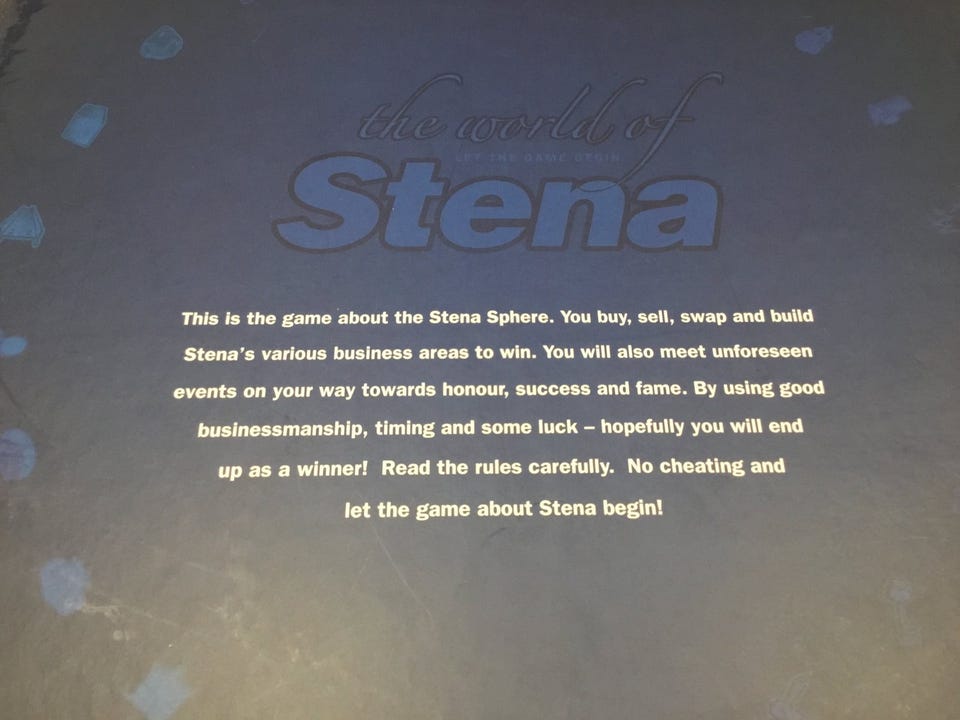 the world of
LET THE GAME BEGIN
Stena
This is the game about the Stena Sphere. You buy, sell, swap and build
Stena's various business areas to win. You will also meet unforeseen
events on your way towards honour, success and fame. By using good
businessmanship, timing and some luck – hopefully you will end
up as a winner!  Read the rules carefully.  No cheating and
let the game about Stena begin!